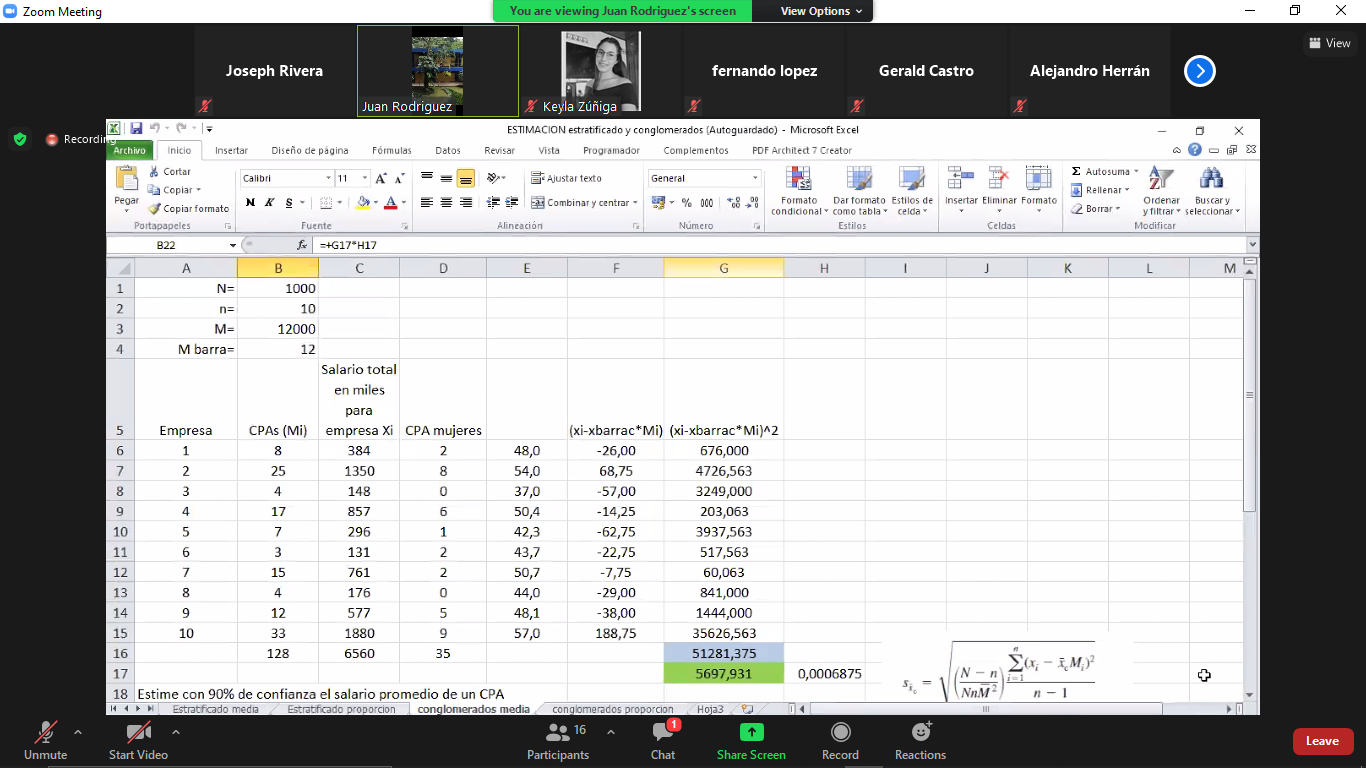 Zoom Meeting
You are viewing Juan Rodriguez's screen
View Options
Joseph Rivera
Juan Rodriguez
Keyla Zúñiga
fernando lopez
Gerald Castro
Alejandro Herrán
View
Recording
ESTIMACION estratificado y conglomerados (Autoguardado) - Microsoft Excel
Archivo Inicio Insertar Diseño de página Fórmulas Datos Revisar Vista Programador Complementos PDF Architect 7 Creator
Pegar
Cortar
Copiar
Copiar formato
Portapapeles
Calibri 11
N K S
Fuente
Ajustar texto
Combinar y centrar
Alineación
General
% 000
Número
Formato condicional
Dar formato como tabla
Estilos de celda
Estilos
Insertar Eliminar Formato
Celdas
Σ Autosuma
Rellenar
Borrar
Ordenar y filtrar
Buscar y seleccionar
Modificar
B22 fx =+G17*H17
A B C D E F G H I J K L M
1 N= 1000
2 n= 10
3 M= 12000
4 M barra= 12
5 Empresa CPAs (Mi) Salario total en miles para empresa Xi CPA mujeres (xi-xbarrac*Mi) (xi-xbarrac*Mi)^2
6 1 8 384 2 48,0 -26,00 676,000
7 2 25 1350 8 54,0 68,75 4726,563
8 3 4 148 0 37,0 -57,00 3249,000
9 4 17 857 6 50,4 -14,25 203,063
10 5 7 296 1 42,3 -62,75 3937,563
11 6 3 131 2 43,7 -22,75 517,563
12 7 15 761 2 50,7 -7,75 60,063
13 8 4 176 0 44,0 -29,00 841,000
14 9 12 577 5 48,1 -38,00 1444,000
15 10 33 1880 9 57,0 188,75 35626,563
16 128 6560 35 51281,375
17 5697,931 0,0006875
s_{x̄_c} = √((N − n)/(NnM̄²)) (Σ_{i=1}^{n}(x_i − x̄_c M_i)²)/(n − 1)
18 Estime con 90% de confianza el salario promedio de un CPA
Estratificado media Estratificado proporcion conglomerados media conglomerados proporcion Hoja3
Unmute
Start Video
Participants 16
Chat 1
Share Screen
Record
Reactions
Leave